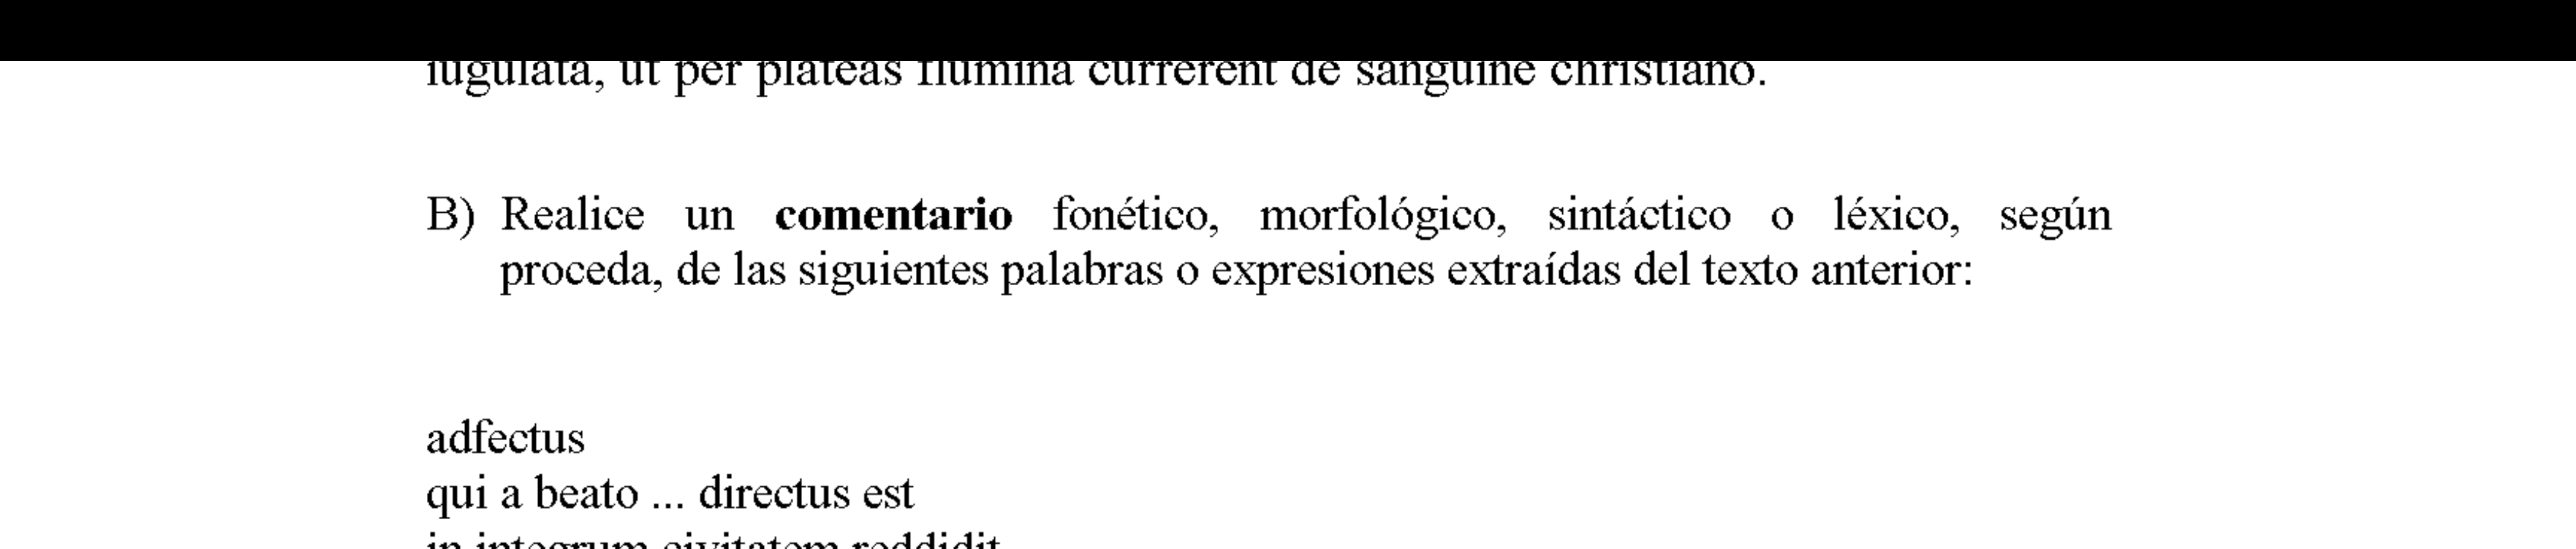 iugulata, ut per plateas flumina currerent de sanguine christiano.
B) Realice un comentario fonético, morfológico, sintáctico o léxico, según
proceda, de las siguientes palabras o expresiones extraídas del texto anterior:
adfectus
qui a beato ... directus est
in integrum civitatem reddidit